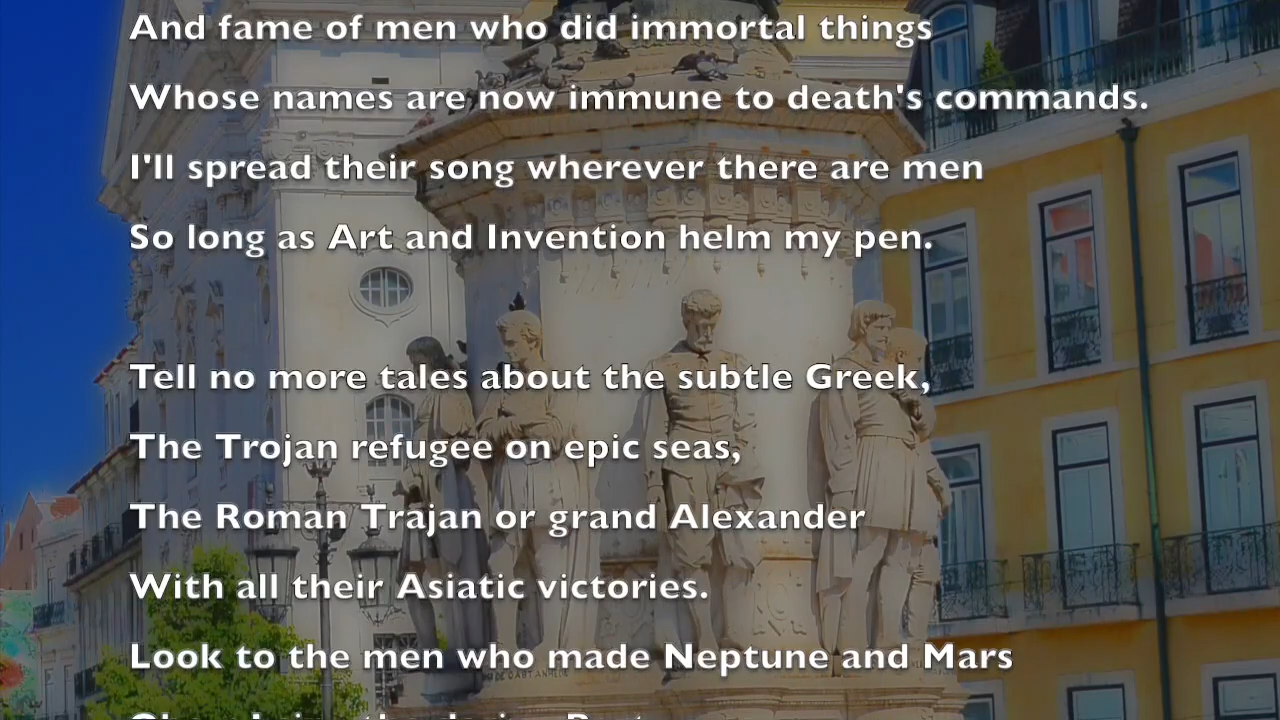 And fame of men who did immortal things
Whose names are now immune to death's commands.
I'll spread their song wherever there are men
So long as Art and Invention helm my pen.
Tell no more tales about the subtle Greek,
The Trojan refugee on epic seas,
The Roman Trajan or grand Alexander
With all their Asiatic victories.
Look to the men who made Neptune and Mars